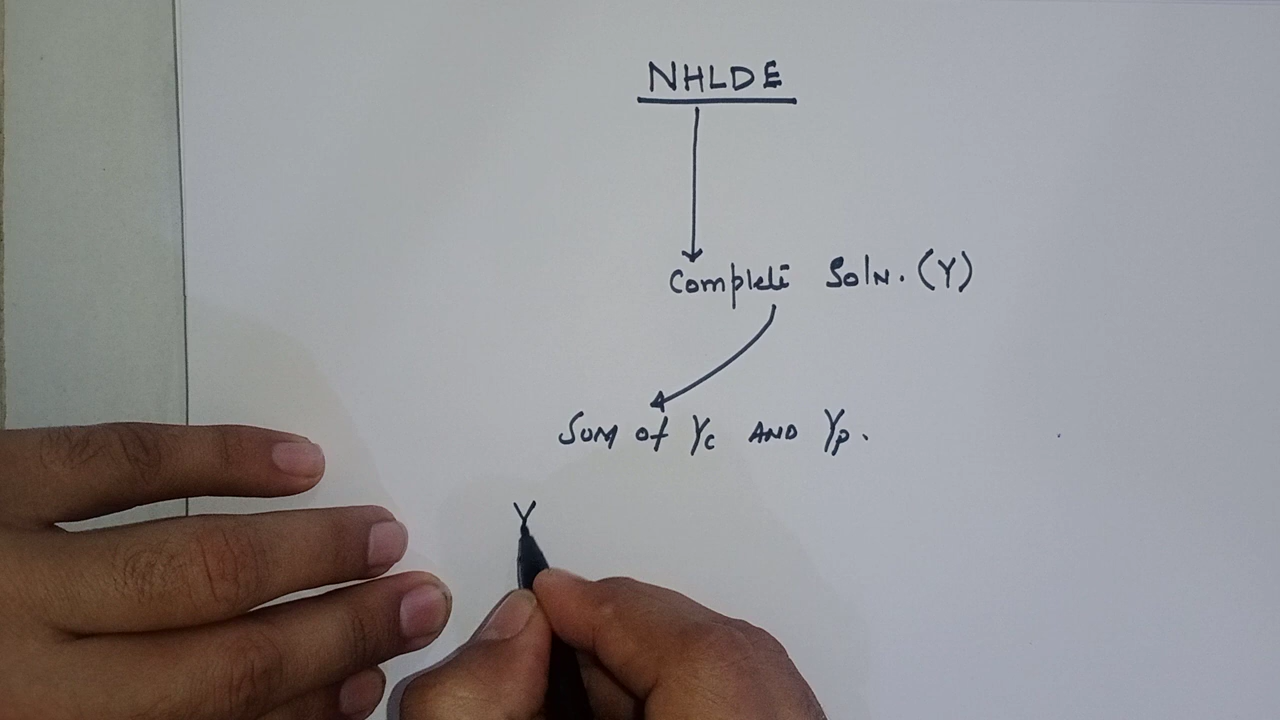 NHLDE
Complete Soln. (Y)
Sum of Yc AND Yp.
Y